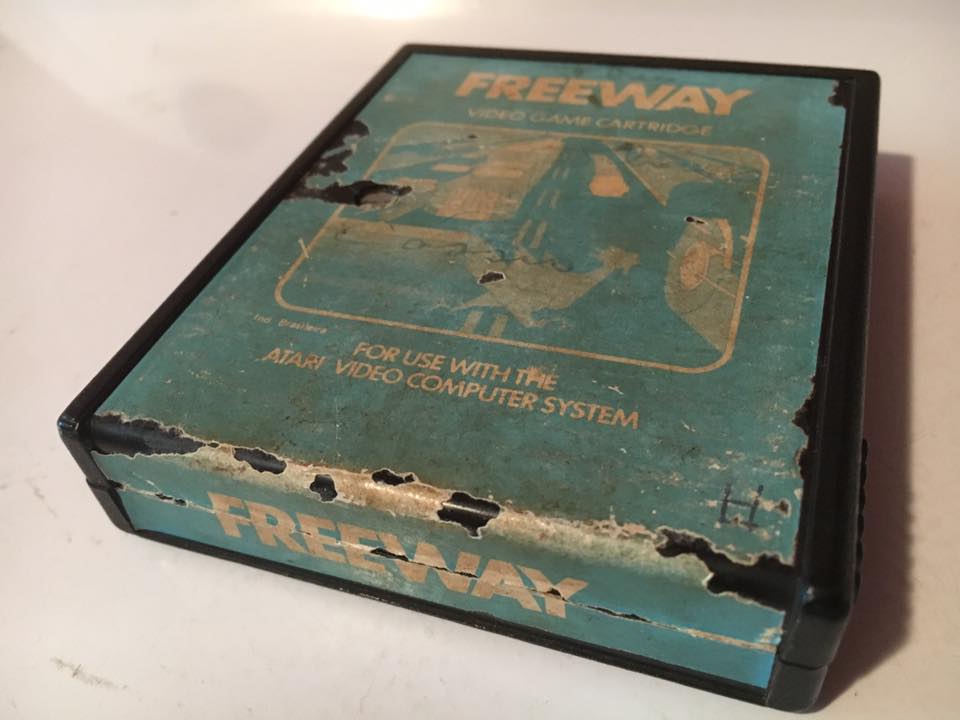 FREEWAY
VIDEO GAME CARTRIDGE
Ind. Brasileira
FOR USE WITH THE
ATARI VIDEO COMPUTER SYSTEM
H
FREEWAY